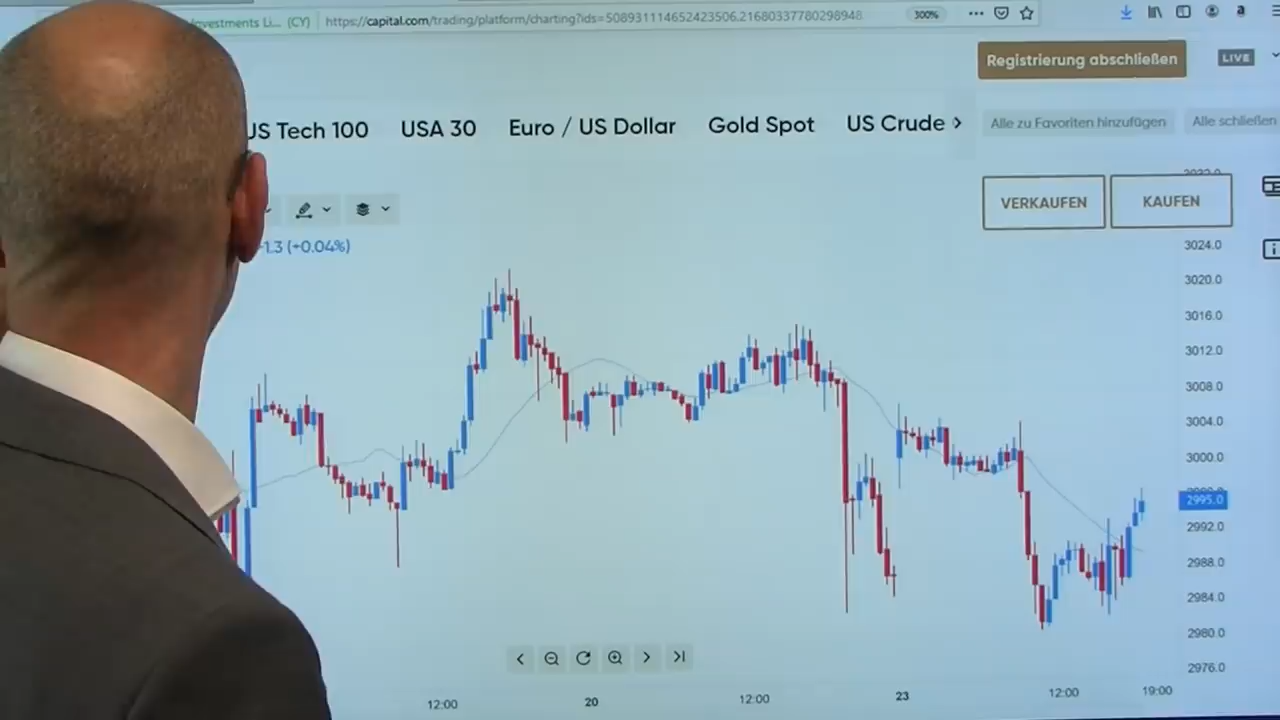 nvestments Li... (CY) https://capital.com/trading/platform/charting?ids=508931114652423506.21680337780298948 300%
Registrierung abschließen LIVE
US Tech 100 USA 30 Euro / US Dollar Gold Spot US Crude Alle zu Favoriten hinzufügen Alle schließen
VERKAUFEN KAUFEN
1.3 (+0.04%)
3024.0
3020.0
3016.0
3012.0
3008.0
3004.0
3000.0
2995.0
2992.0
2988.0
2984.0
2980.0
2976.0
12:00 20 12:00 23 12:00 19:00